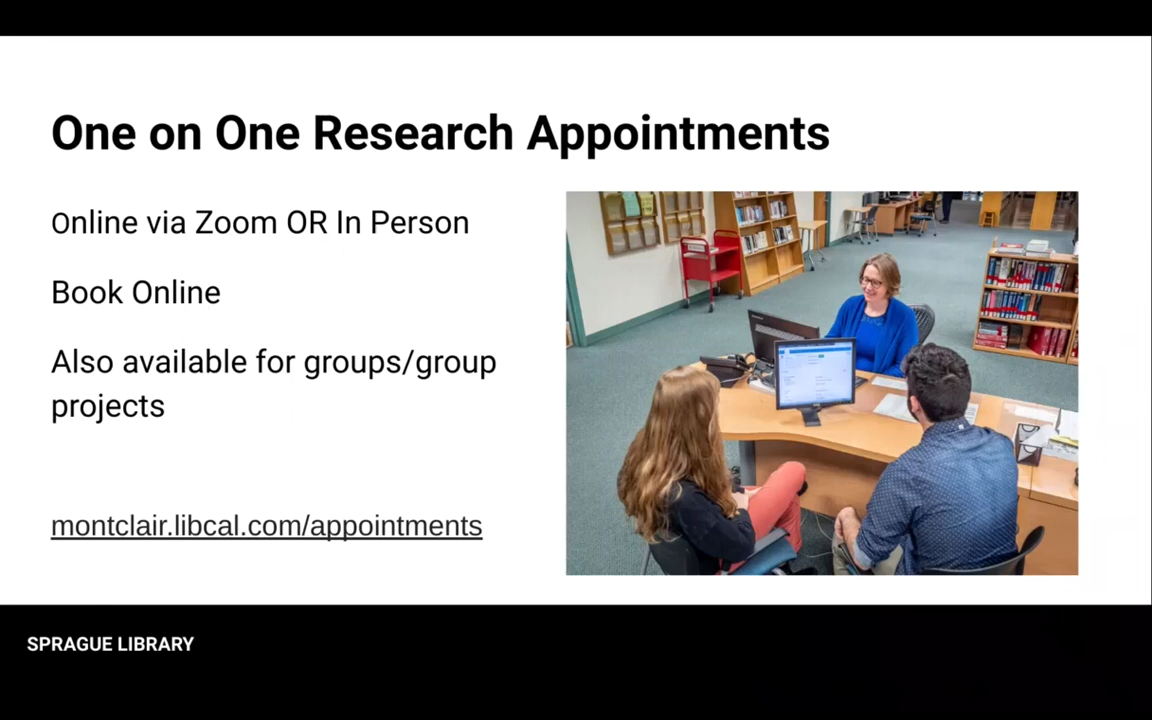 One on One Research Appointments
Online via Zoom OR In Person
Book Online
Also available for groups/group
projects
montclair.libcal.com/appointments
SPRAGUE LIBRARY